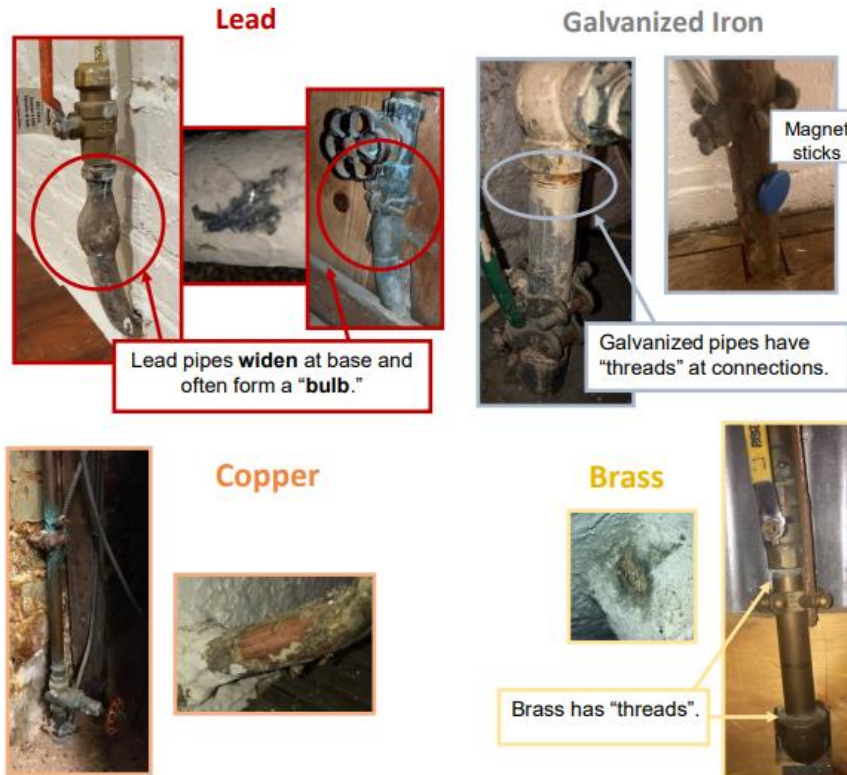 Lead
Galvanized Iron
Magnet
sticks
Lead pipes widen at base and
often form a “bulb.”
Galvanized pipes have
“threads” at connections.
Copper
Brass
Brass has “threads”.